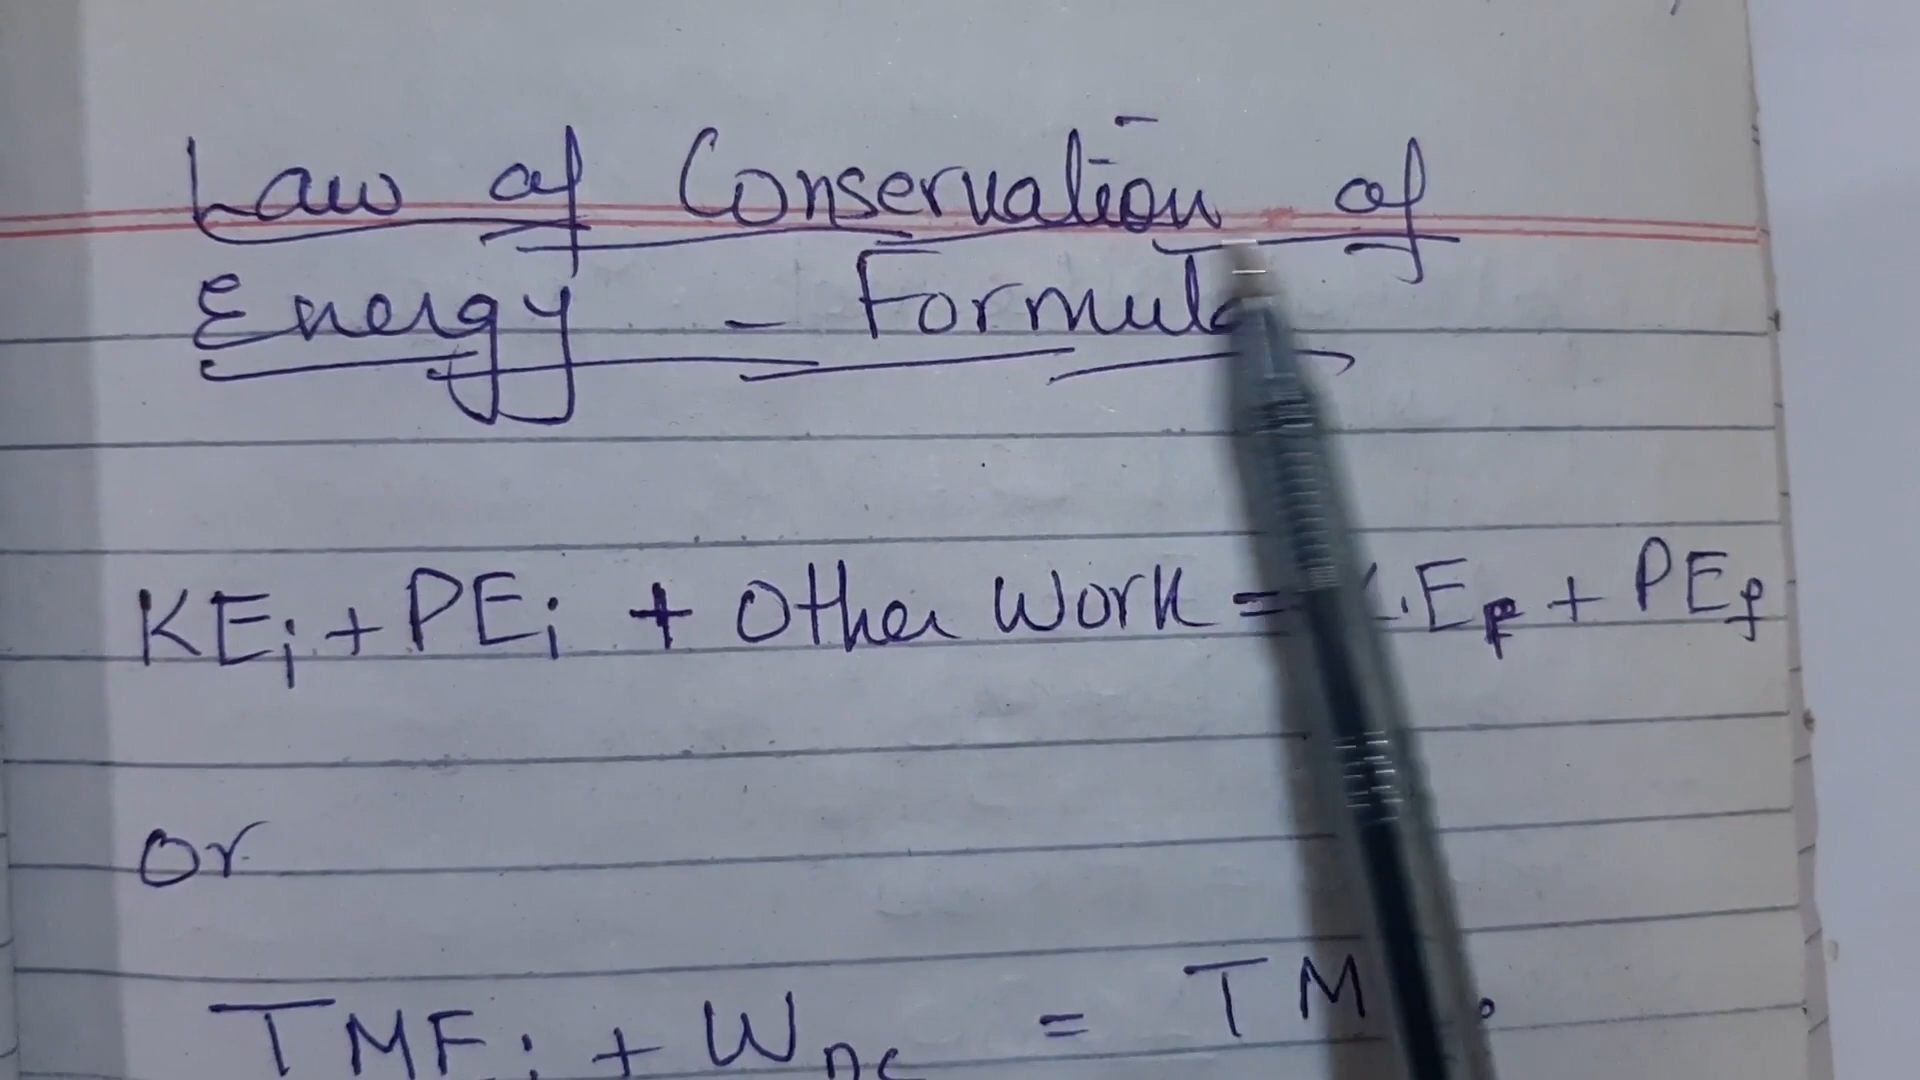 Law of Conservation of
Energy - Formula
KEi + PEi + Other Work = K.EF + PEf
or
TMEi + Wnc = TM